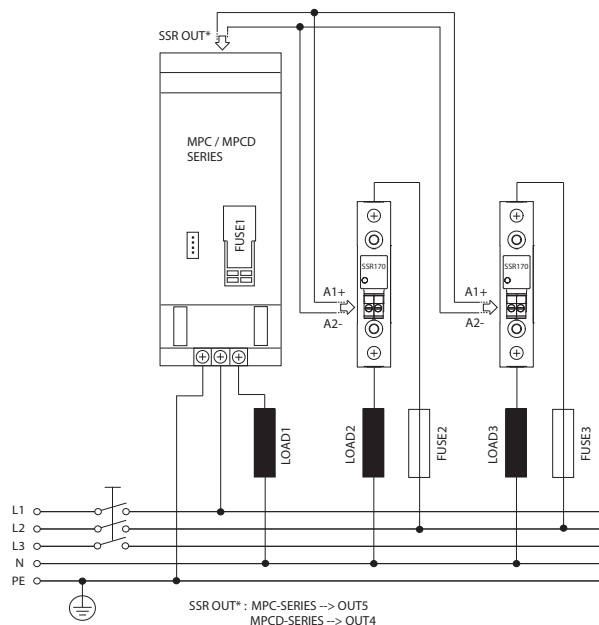 SSR OUT*
MPC / MPCD
SERIES
FUSE1
SSR170
SSR170
A1+
A2-
A1+
A2-
LOAD1
LOAD2
FUSE2
LOAD3
FUSE3
L1
L2
L3
N
PE
SSR OUT* : MPC-SERIES --> OUT5
MPCD-SERIES --> OUT4